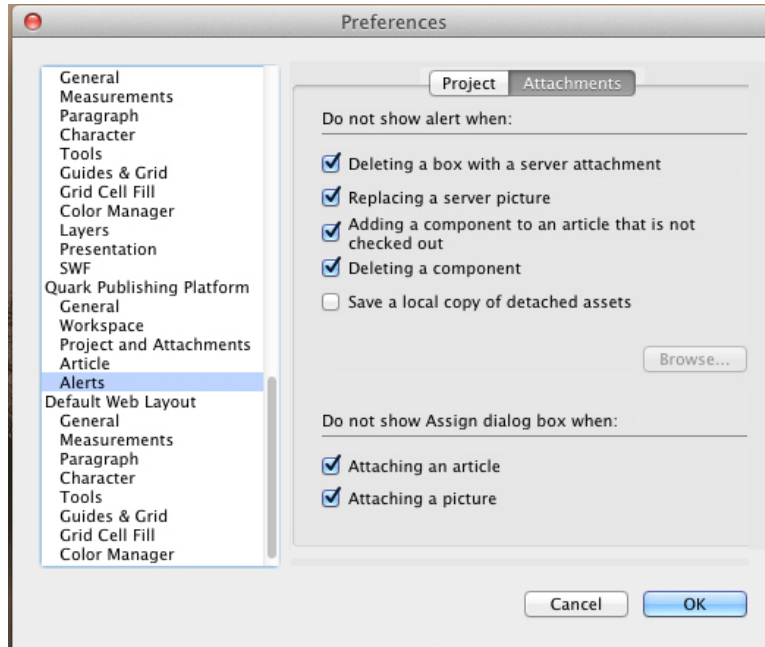 Preferences
General
Measurements
Paragraph
Character
Tools
Guides & Grid
Grid Cell Fill
Color Manager
Layers
Presentation
SWF
Quark Publishing Platform
General
Workspace
Project and Attachments
Article
Alerts
Default Web Layout
General
Measurements
Paragraph
Character
Tools
Guides & Grid
Grid Cell Fill
Color Manager
Project
Attachments
Do not show alert when:
Deleting a box with a server attachment
Replacing a server picture
Adding a component to an article that is not
checked out
Deleting a component
Save a local copy of detached assets
Browse...
Do not show Assign dialog box when:
Attaching an article
Attaching a picture
Cancel
OK